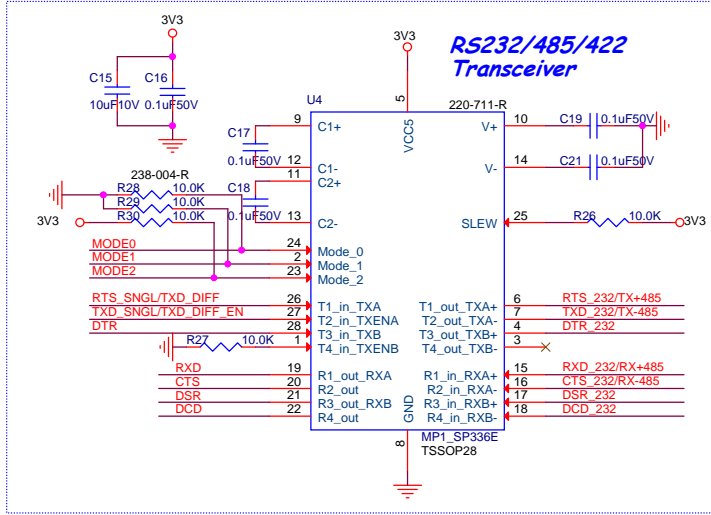 3V3
3V3
RS232/485/422
Transceiver
C15
C16
10uF10V
0.1uF50V
U4
220-711-R
5
VCC5
9
C1+
C17
0.1uF50V
12
C1-
11
C2+
C18
0.1uF50V
13
C2-
V+
10
C19
0.1uF50V
V-
14
C21
0.1uF50V
SLEW
25
R26
10.0K
3V3
238-004-R
R28
10.0K
R29
10.0K
3V3
R30
10.0K
MODE0
24
Mode_0
MODE1
2
Mode_1
MODE2
23
Mode_2
RTS_SNGL/TXD_DIFF
26
T1_in_TXA
T1_out_TXA+
6
RTS_232/TX+485
TXD_SNGL/TXD_DIFF_EN
27
T2_in_TXENA
T2_out_TXA-
7
TXD_232/TX-485
DTR
28
T3_in_TXB
T3_out_TXB+
4
DTR_232
R27
10.0K
1
T4_in_TXENB
T4_out_TXB-
3
RXD
19
R1_out_RXA
R1_in_RXA+
15
RXD_232/RX+485
CTS
20
R2_out
R2_in_RXA-
16
CTS_232/RX-485
DSR
21
R3_out_RXB
R3_in_RXB+
17
DSR_232
DCD
22
R4_out
R4_in_RXB-
18
DCD_232
GND
8
MP1_SP336E
TSSOP28